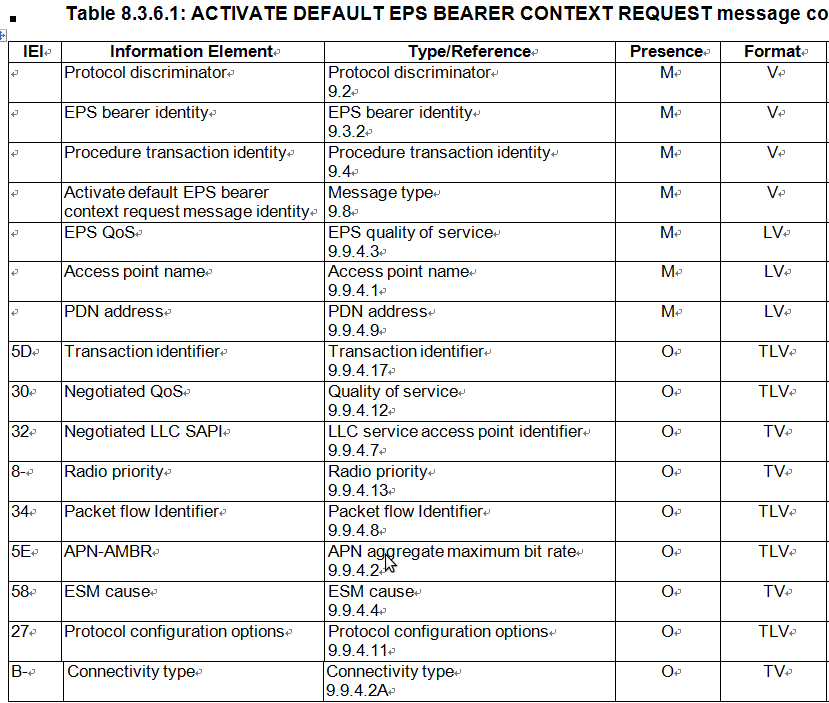 Table 8.3.6.1: ACTIVATE DEFAULT EPS BEARER CONTEXT REQUEST message co
IEI Information Element Type/Reference Presence Format
Protocol discriminator Protocol discriminator M V
9.2
EPS bearer identity EPS bearer identity M V
9.3.2
Procedure transaction identity Procedure transaction identity M V
9.4
Activate default EPS bearer Message type M V
context request message identity 9.8
EPS QoS EPS quality of service M LV
9.9.4.3
Access point name Access point name M LV
9.9.4.1
PDN address PDN address M LV
9.9.4.9
5D Transaction identifier Transaction identifier O TLV
9.9.4.17
30 Negotiated QoS Quality of service O TLV
9.9.4.12
32 Negotiated LLC SAPI LLC service access point identifier O TV
9.9.4.7
8- Radio priority Radio priority O TV
9.9.4.13
34 Packet flow Identifier Packet flow Identifier O TLV
9.9.4.8
5E APN-AMBR APN aggregate maximum bit rate O TLV
9.9.4.2
58 ESM cause ESM cause O TV
9.9.4.4
27 Protocol configuration options Protocol configuration options O TLV
9.9.4.11
B- Connectivity type Connectivity type O TV
9.9.4.2A